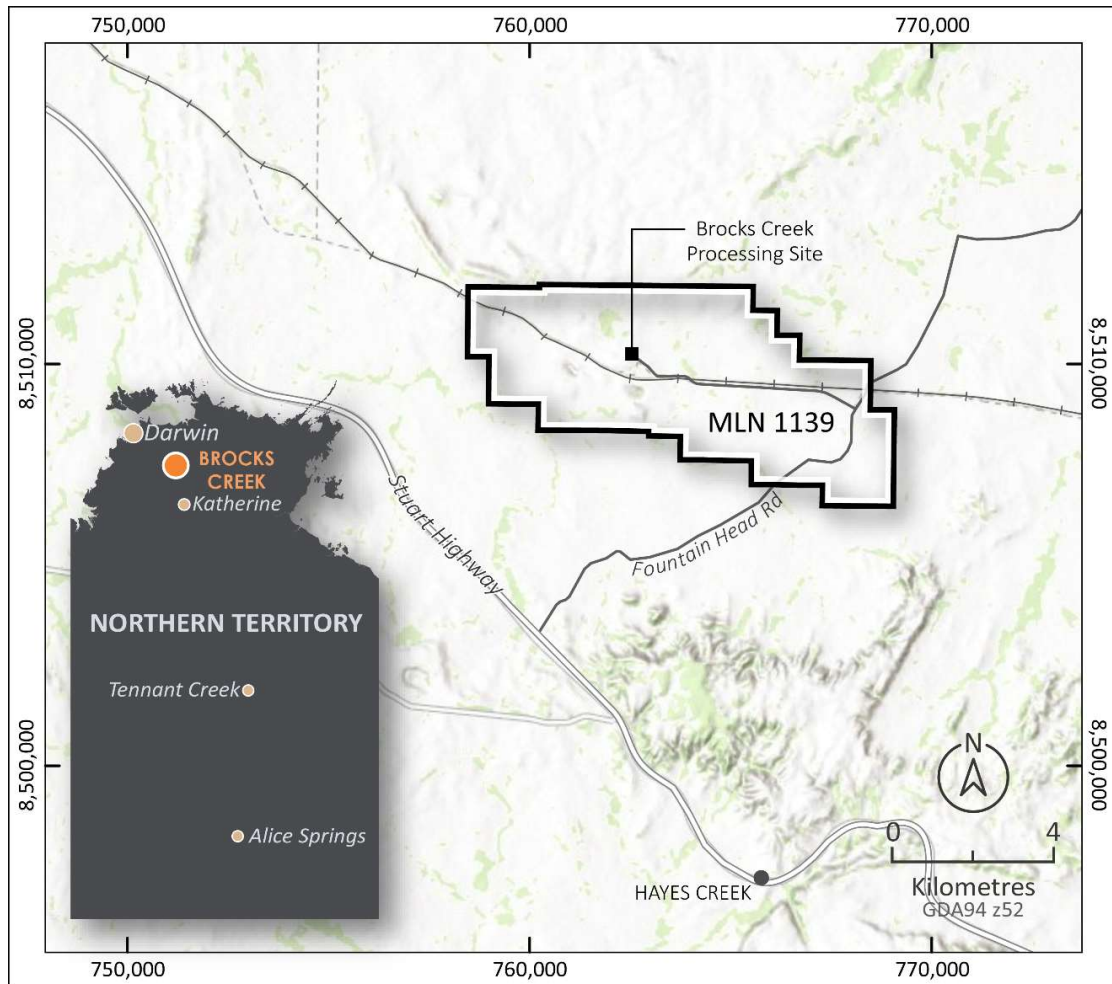 750,000
760,000
770,000
Brocks Creek
Processing Site
8,510,000
8,510,000
MLN 1139
Darwin
BROCKS
CREEK
Katherine
Stuart Highway
Fountain Head Rd
NORTHERN TERRITORY
Tennant Creek
8,500,000
8,500,000
N
Alice Springs
0
4
HAYES CREEK
Kilometres
GDA94 z52
750,000
760,000
770,000